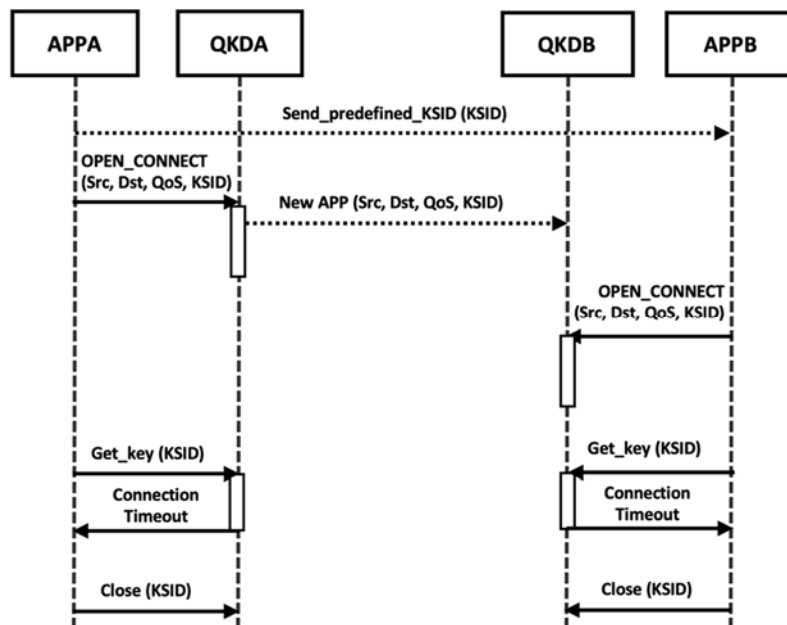 APPA
QKDA
QKDB
APPB
Send_predefined_KSID (KSID)
OPEN_CONNECT
(Src, Dst, QoS, KSID)
New APP (Src, Dst, QoS, KSID)
OPEN_CONNECT
(Src, Dst, QoS, KSID)
Get_key (KSID)
Get_key (KSID)
Connection
Timeout
Connection
Timeout
Close (KSID)
Close (KSID)